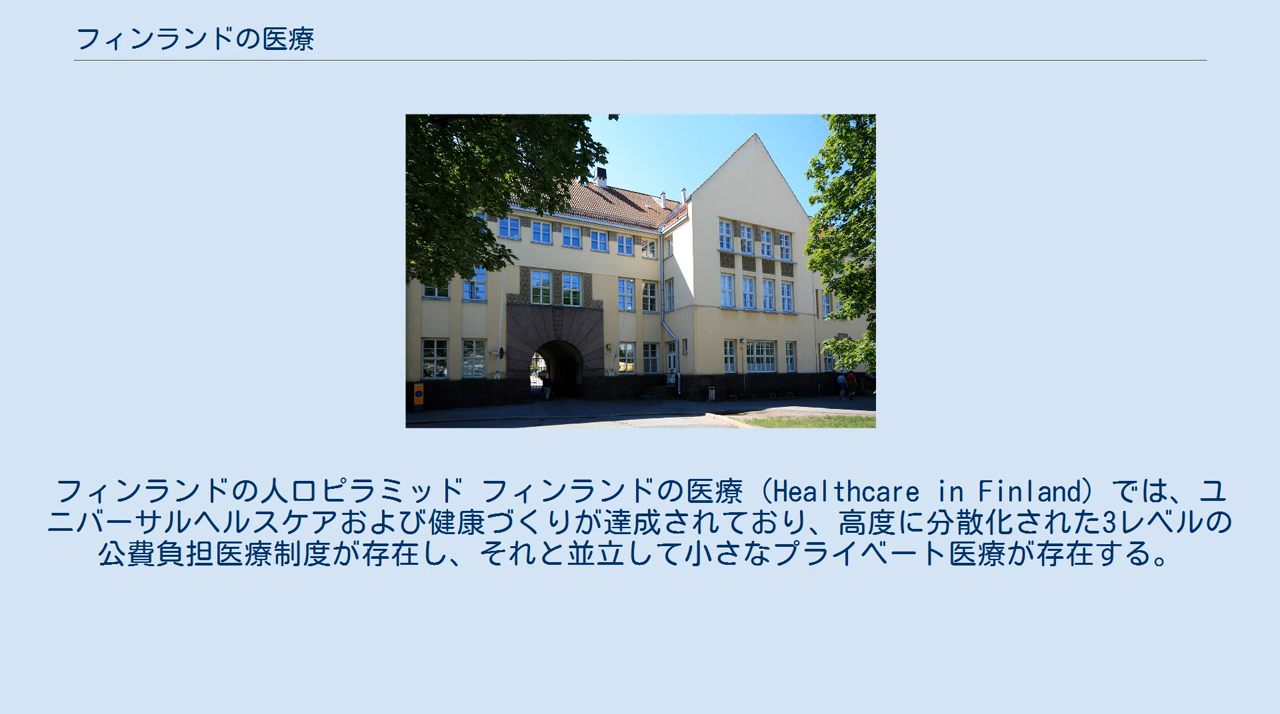 フィンランドの医療
フィンランドの人口ピラミッド フィンランドの医療（Healthcare in Finland）では、ユ
ニバーサルヘルスケアおよび健康づくりが達成されており、高度に分散化された3レベルの
公費負担医療制度が存在し、それと並立して小さなプライベート医療が存在する。